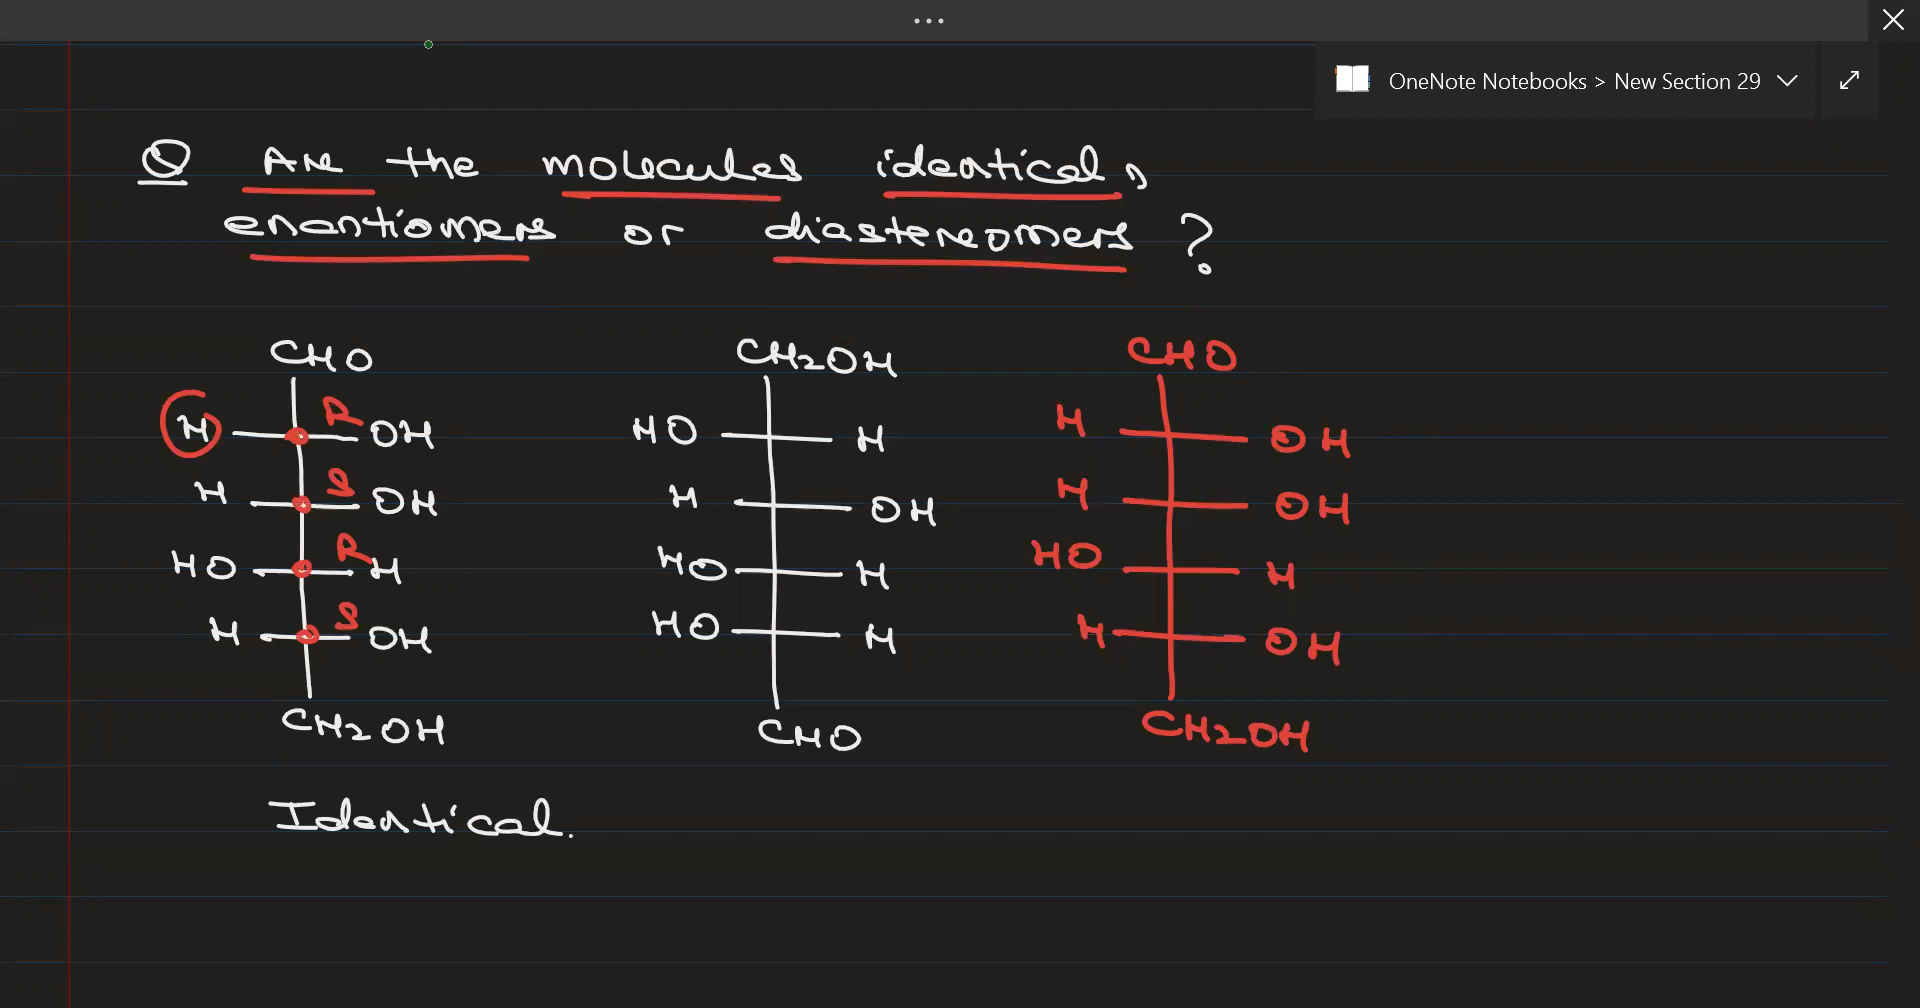 ...
OneNote Notebooks > New Section 29
Q Are the molecules identical,
enantiomers or diastereomers ?
CHO CH2OH CHO
H R OH HO H H OH
H S OH H OH H OH
HO R H HO H HO H
H S OH HO H H OH
CH2OH CHO CH2OH
Identical.